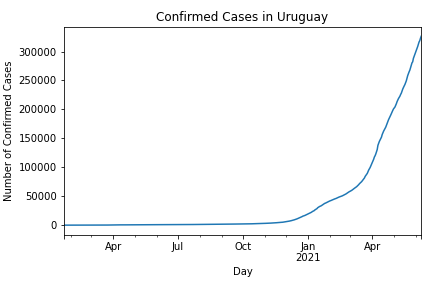 Confirmed Cases in Uruguay
Number of Confirmed Cases
300000
250000
200000
150000
100000
50000
0
Apr Jul Oct Jan Apr
2021
Day